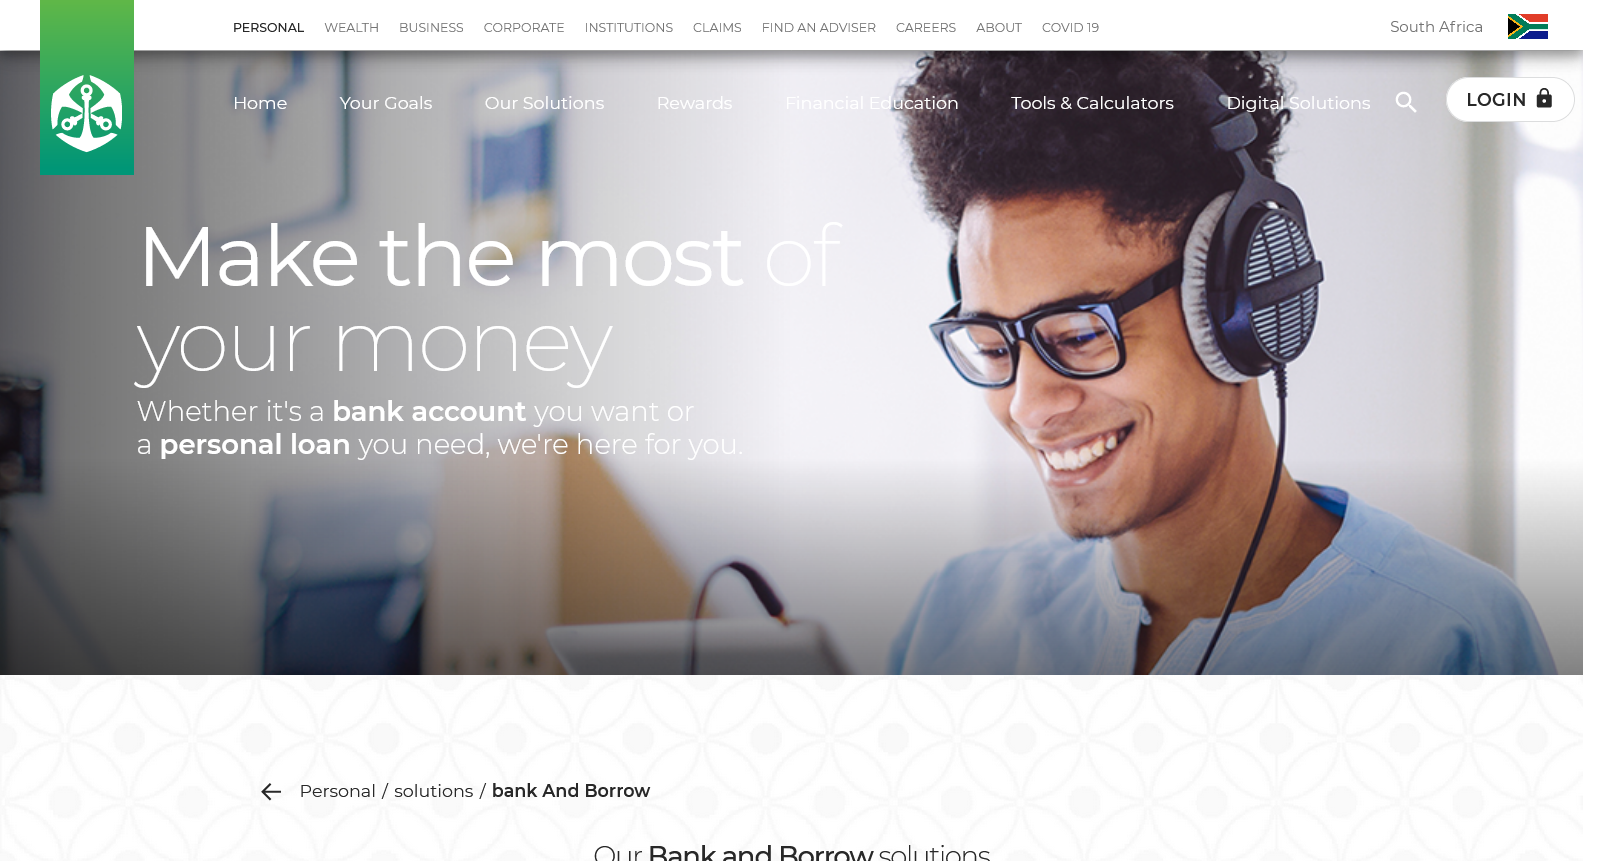 PERSONAL WEALTH BUSINESS CORPORATE INSTITUTIONS CLAIMS FIND AN ADVISER CAREERS ABOUT COVID 19 South Africa
Home Your Goals Our Solutions Rewards Financial Education Tools & Calculators Digital Solutions LOGIN
Make the most of
your money
Whether it's a bank account you want or
a personal loan you need, we're here for you.
Personal / solutions / bank And Borrow
Our Bank and Borrow solutions